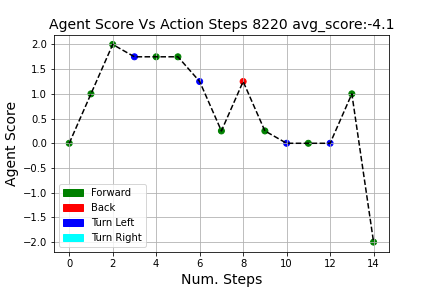 Agent Score Vs Action Steps 8220 avg_score:-4.1
Agent Score
2.0
1.5
1.0
0.5
0.0
−0.5
−1.0
−1.5
−2.0
Forward
Back
Turn Left
Turn Right
0 2 4 6 8 10 12 14
Num. Steps